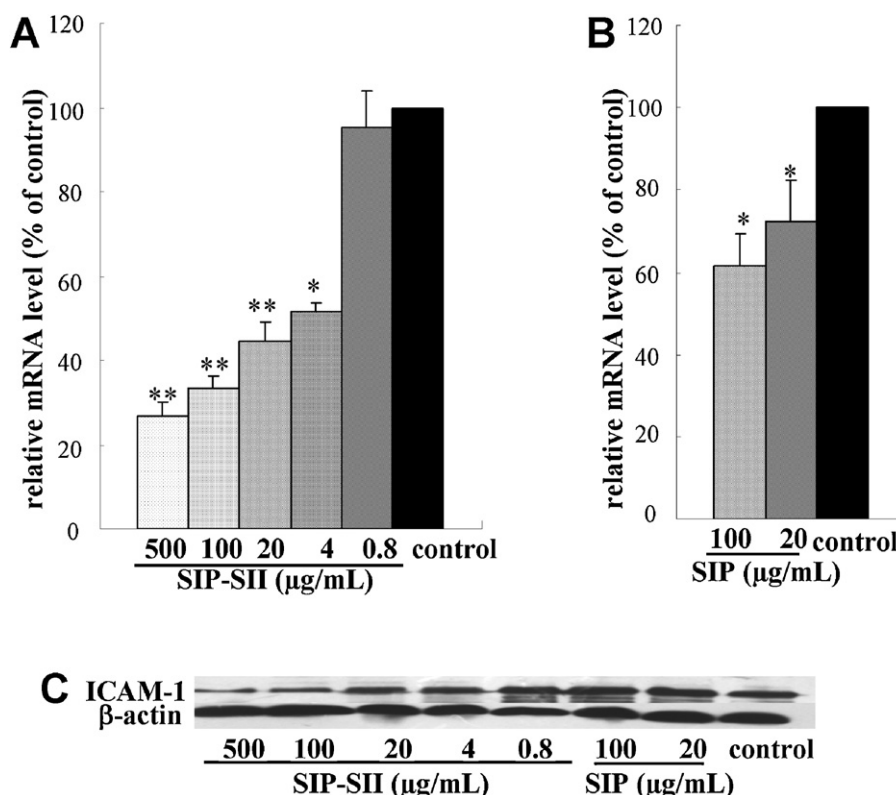 A
relative mRNA level (% of control)
120
100
80
60
40
20
0
** ** ** *
500 100 20 4 0.8 control
SIP-SII (µg/mL)
B
relative mRNA level (% of control)
120
100
80
60
40
20
0
* *
100 20 control
SIP (µg/mL)
C
ICAM-1
β-actin
500 100 20 4 0.8 100 20 control
SIP-SII (µg/mL) SIP (µg/mL)